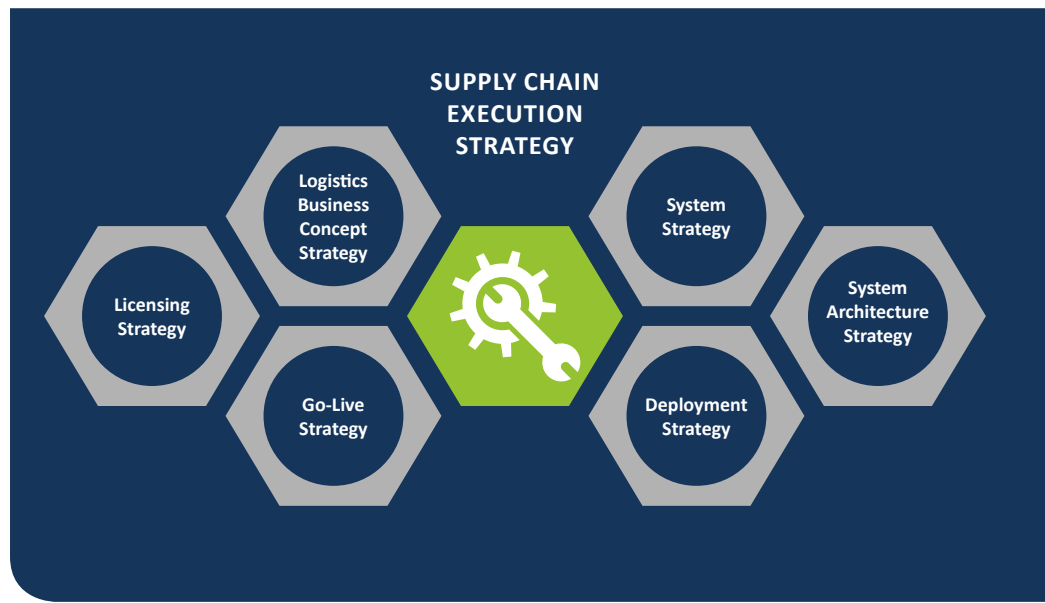 SUPPLY CHAIN
EXECUTION
STRATEGY
Logistics
Business
Concept
Strategy
System
Strategy
Licensing
Strategy
System
Architecture
Strategy
Go-Live
Strategy
Deployment
Strategy